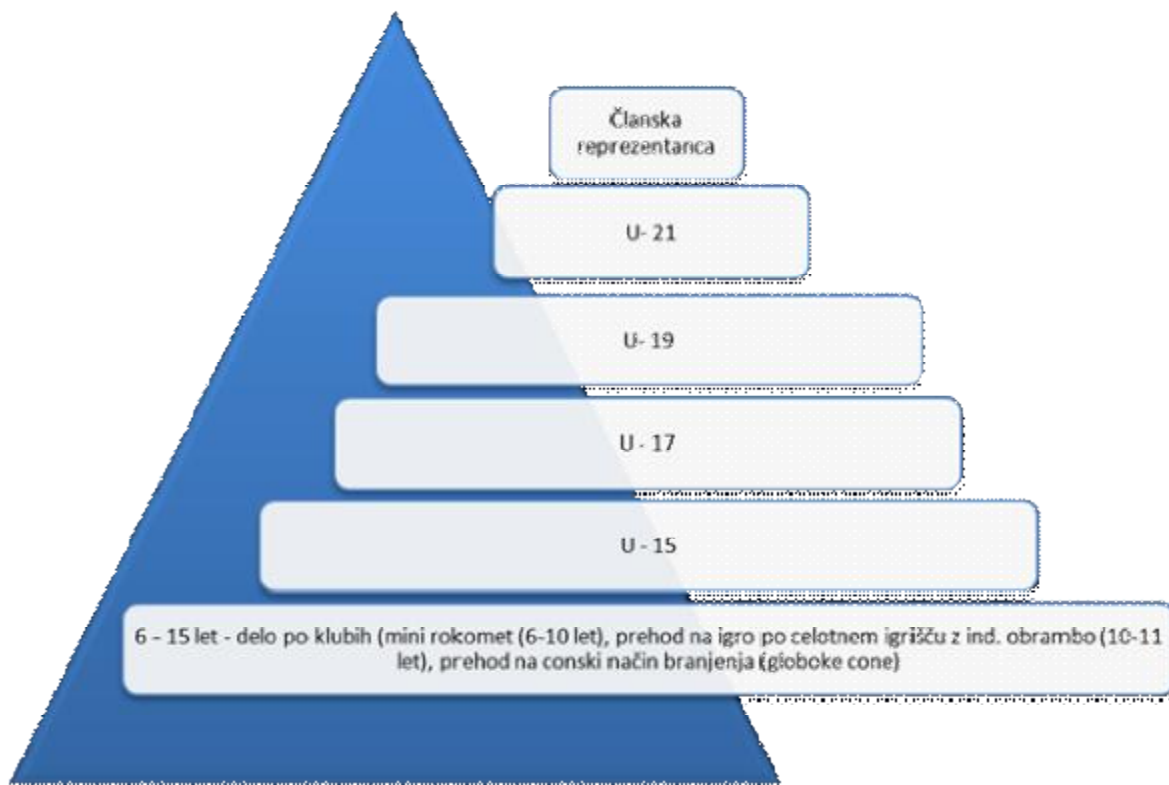 Članska
reprezentanca
U- 21
U- 19
U - 17
U - 15
6 - 15 let - delo po klubih (mini rokomet (6-10 let), prehod na igro po celotnem igrišču z ind. obrambo (10-11
let), prehod na conski način branjenja (globoke cone)